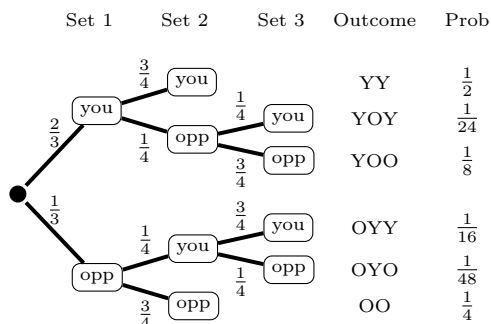 Set 1 Set 2 Set 3 Outcome Prob
3/4 you YY 1/2
2/3 you 1/4 opp 1/4 you YOY 1/24
3/4 opp YOO 1/8
1/3 opp 1/4 you 3/4 you OYY 1/16
1/4 opp OYO 1/48
3/4 opp OO 1/4